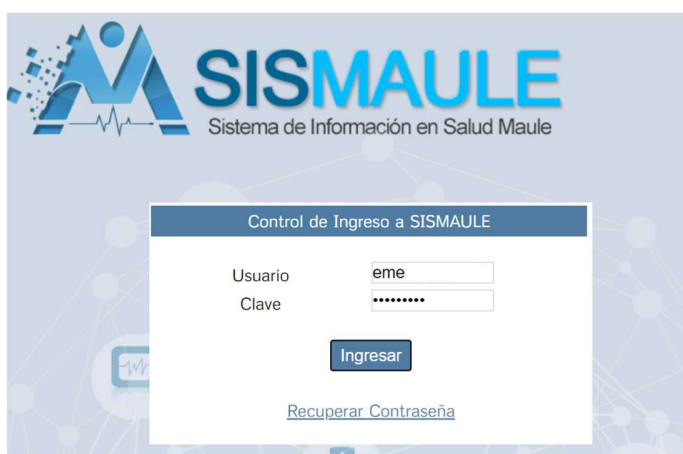 SISMAULE
Sistema de Información en Salud Maule
Control de Ingreso a SISMAULE
Usuario eme
Clave •••••••••
Ingresar
Recuperar Contraseña